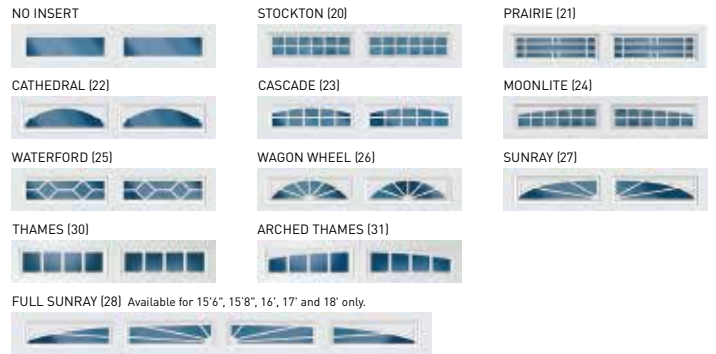 NO INSERT
STOCKTON (20)
PRAIRIE (21)
CATHEDRAL (22)
CASCADE (23)
MOONLITE (24)
WATERFORD (25)
WAGON WHEEL (26)
SUNRAY (27)
THAMES (30)
ARCHED THAMES (31)
FULL SUNRAY (28) Available for 15'6", 15'8", 16', 17' and 18' only.